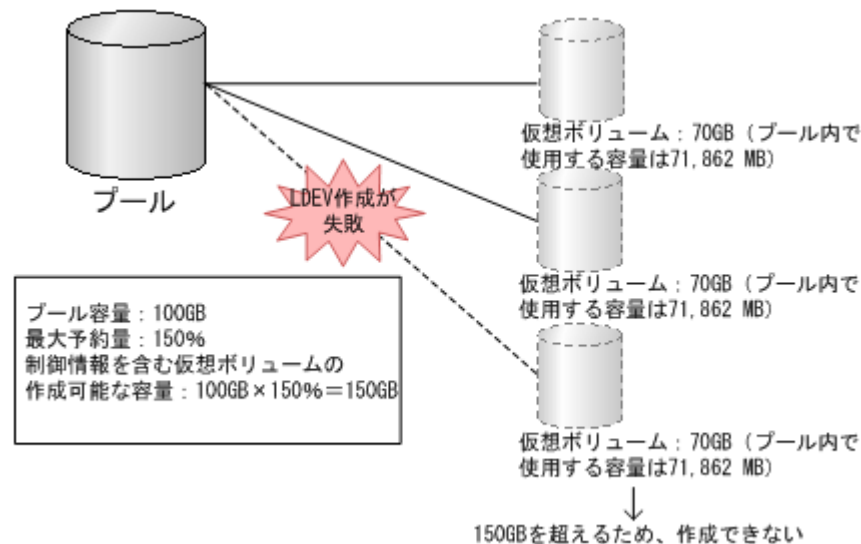 プール
LDEV作成が
失敗
プール容量：100GB
最大予約量：150%
制御情報を含む仮想ボリュームの
作成可能な容量：100GB×150%＝150GB
仮想ボリューム：70GB（プール内で
使用する容量は71,862 MB)
仮想ボリューム：70GB（プール内で
使用する容量は71,862 MB)
仮想ボリューム：70GB（プール内で
使用する容量は71,862 MB)
150GBを超えるため、作成できない